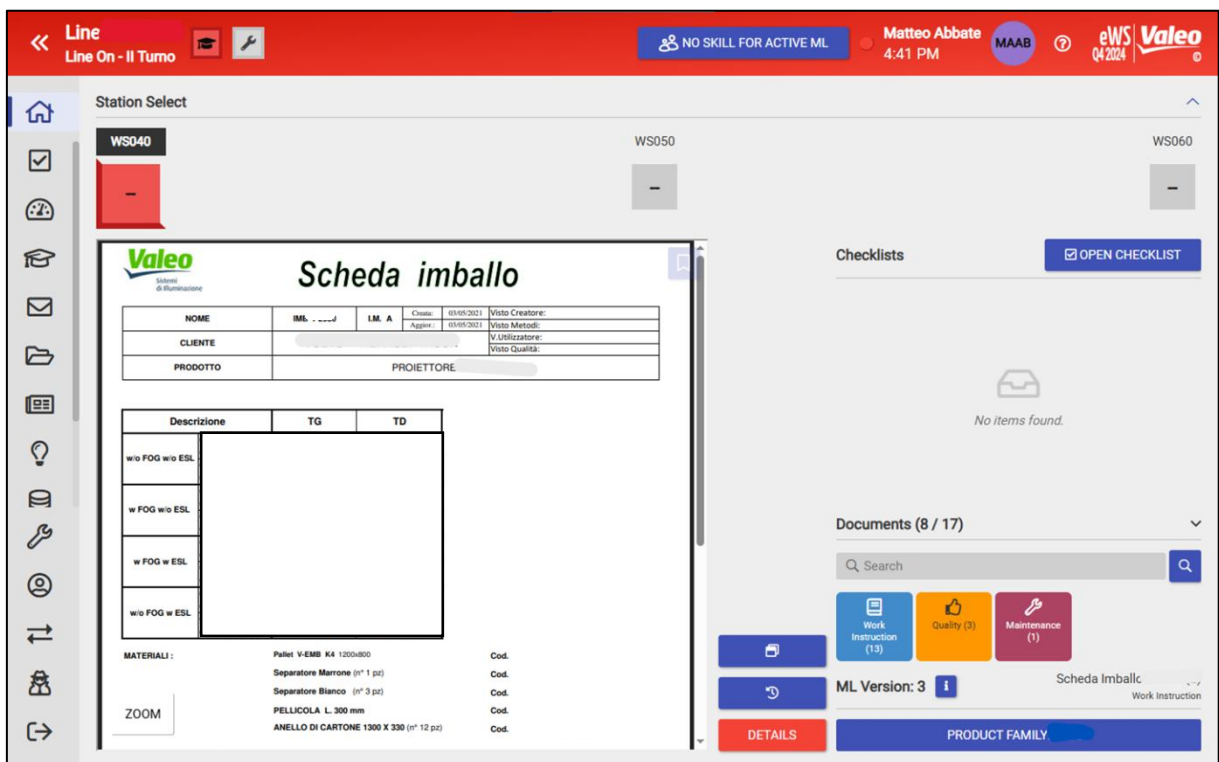 Line
Line On - II Turno
NO SKILL FOR ACTIVE ML
Matteo Abbate
4:41 PM
MAAB
eWS
Q4 2024
Valeo
©
Station Select
WS040
WS050
WS060
-
-
-
Valeo
Sistemi
di Illuminazione
Scheda imballo
NOME
I.M. A
Creata: 03/05/2021 Visto Creatore:
Aggior.: 03/05/2021 Visto Metodi:
CLIENTE
V.Utilizzatore:
Visto Qualità:
PRODOTTO PROIETTORE
Descrizione TG TD
w/o FOG w/o ESL
w FOG w/o ESL
w FOG w ESL
w/o FOG w ESL
MATERIALI : Pallet V-EMB K4 1200x800 Cod.
Separatore Marrone (n° 1 pz) Cod.
Separatore Bianco (n° 3 pz) Cod.
PELLICOLA L. 300 mm Cod.
ANELLO DI CARTONE 1300 X 330 (n° 12 pz) Cod.
ZOOM
DETAILS
Checklists
OPEN CHECKLIST
No items found.
Documents (8 / 17)
Search
Work
Instruction
(13)
Quality (3)
Maintenance
(1)
ML Version: 3 i
Scheda Imballo
Work Instruction
PRODUCT FAMILY